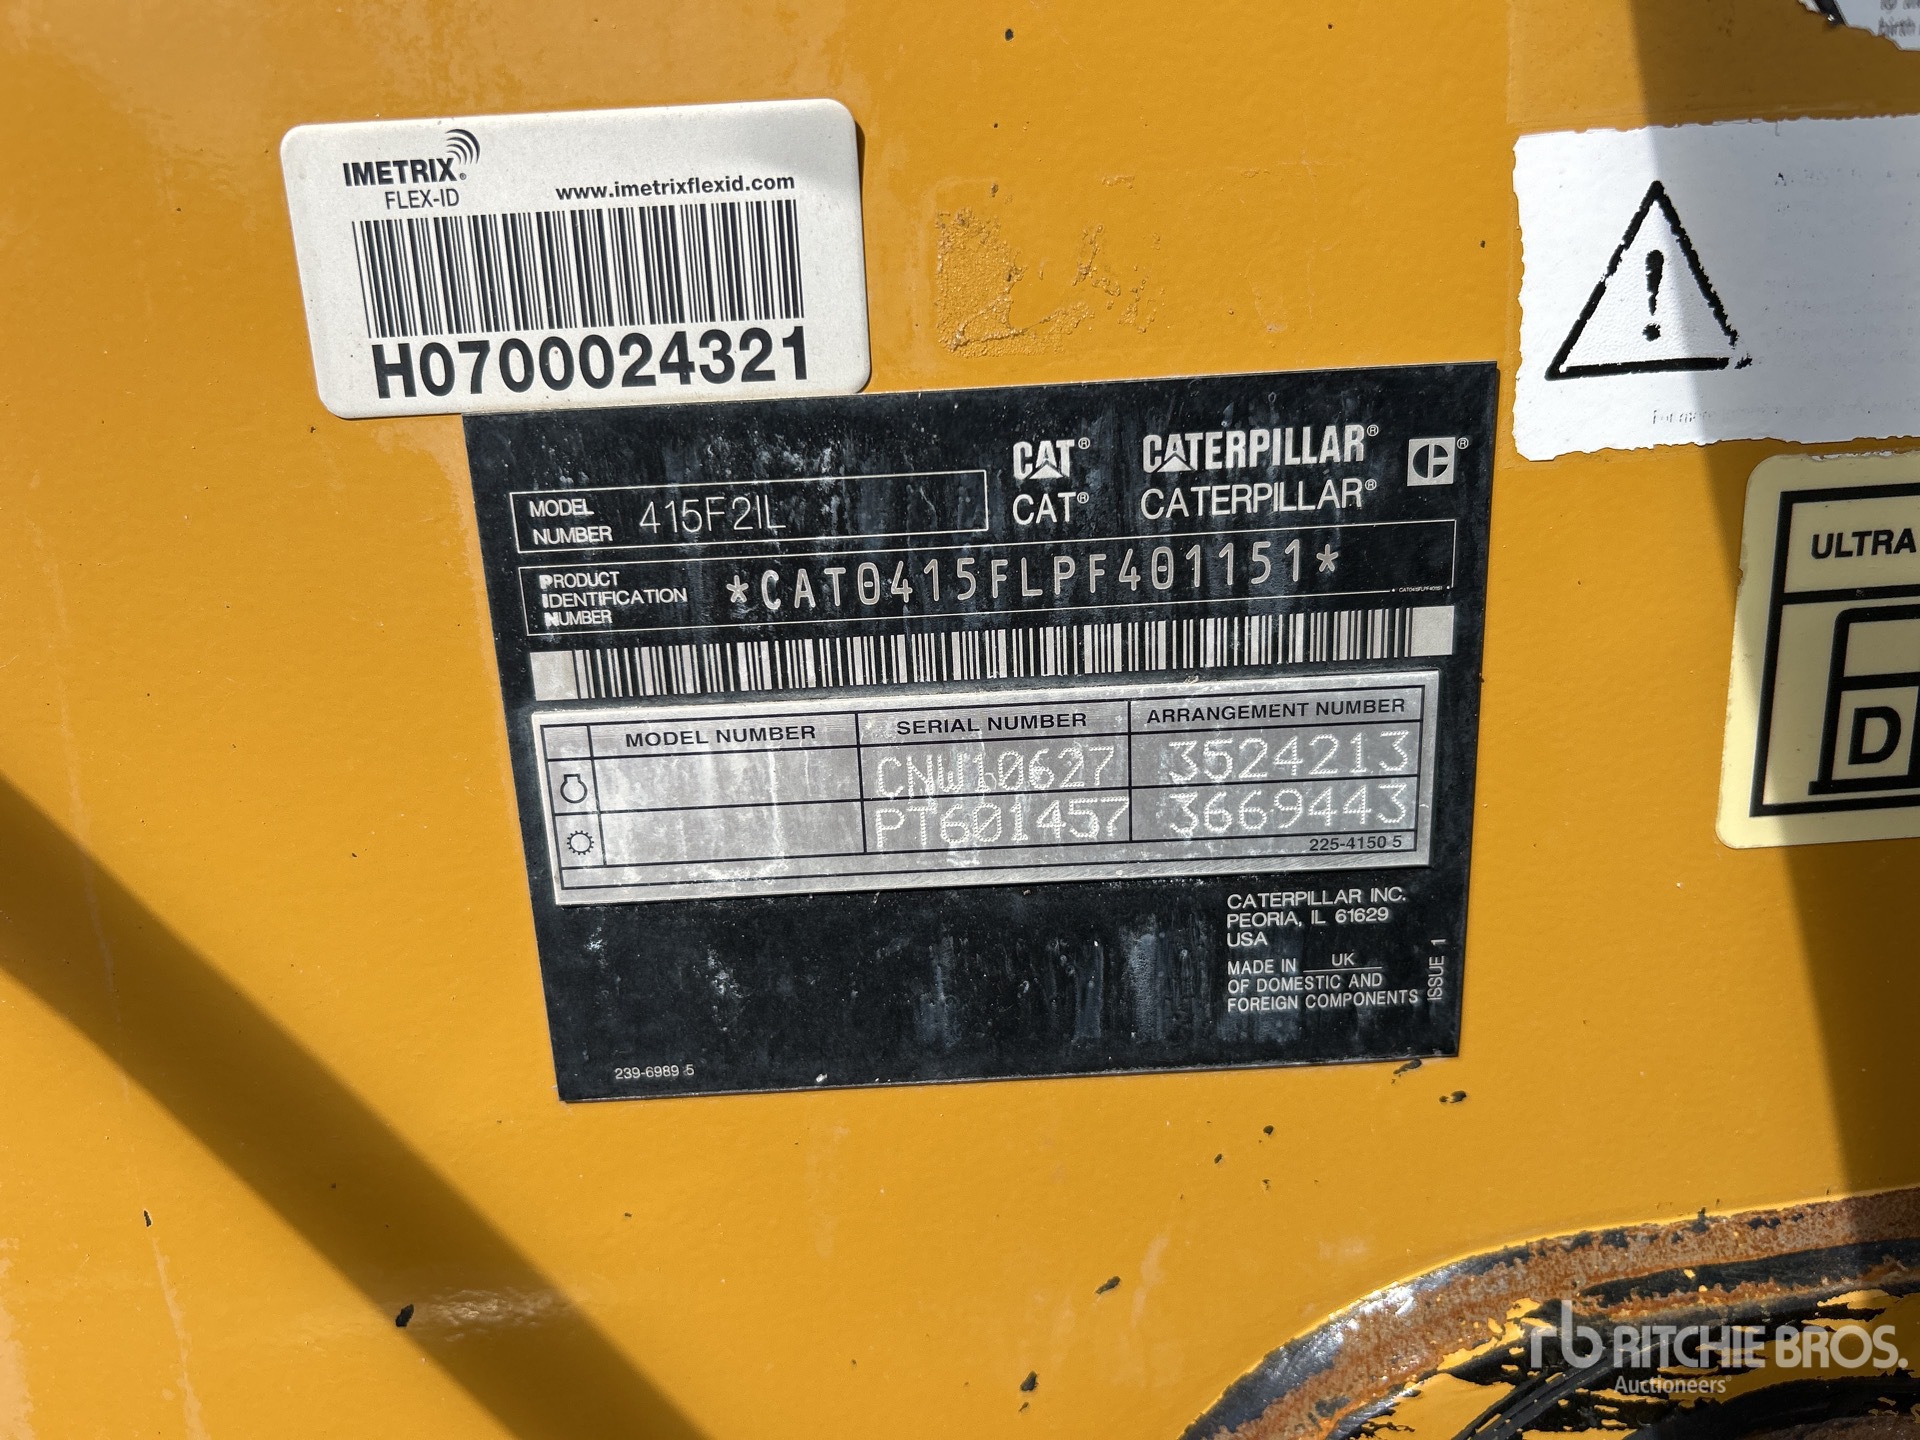 IMETRIX®
FLEX-ID
www.imetrixflexid.com
H0700024321
CAT® CATERPILLAR®
CAT® CATERPILLAR®
MODEL NUMBER 415F2IL
PRODUCT IDENTIFICATION NUMBER *CAT0415FLPF401151*
MODEL NUMBER SERIAL NUMBER ARRANGEMENT NUMBER
CNW10627 3524213
PT601457 3669443
225-4150 5
CATERPILLAR INC.
PEORIA, IL 61629
USA
MADE IN UK
OF DOMESTIC AND
FOREIGN COMPONENTS
ISSUE 1
239-6989 5
ULTRA
D
rb RITCHIE BROS.
Auctioneers